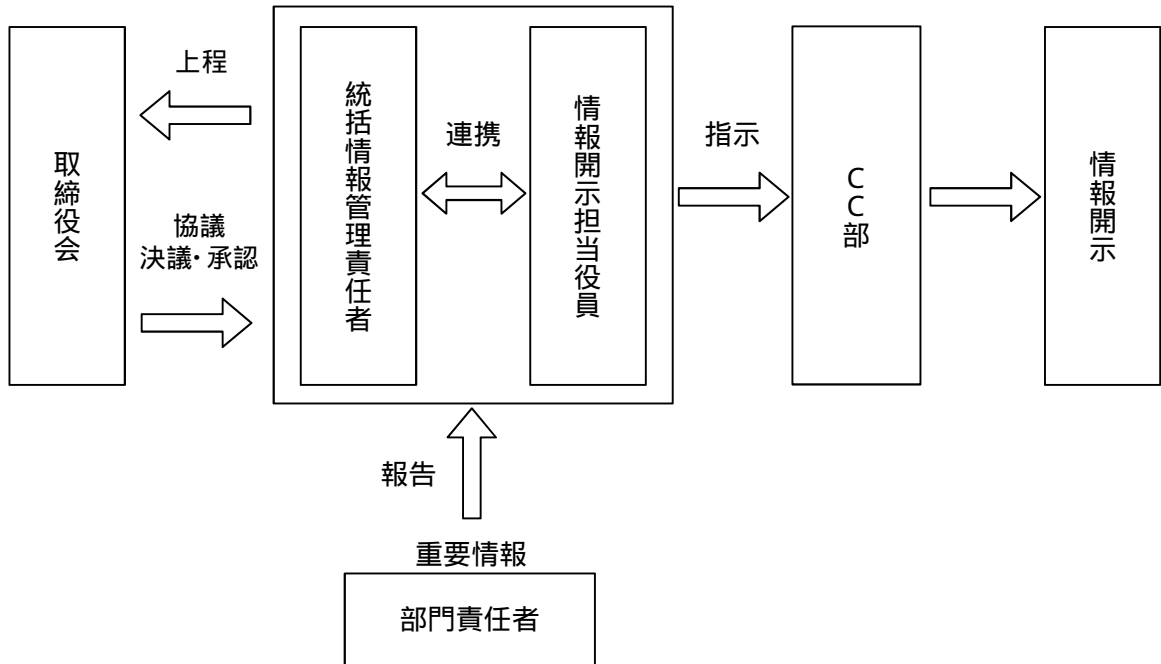 取締役会
上程
協議
決議・承認
統括情報管理責任者
連携
情報開示担当役員
指示
CC部
情報開示
報告
重要情報
部門責任者